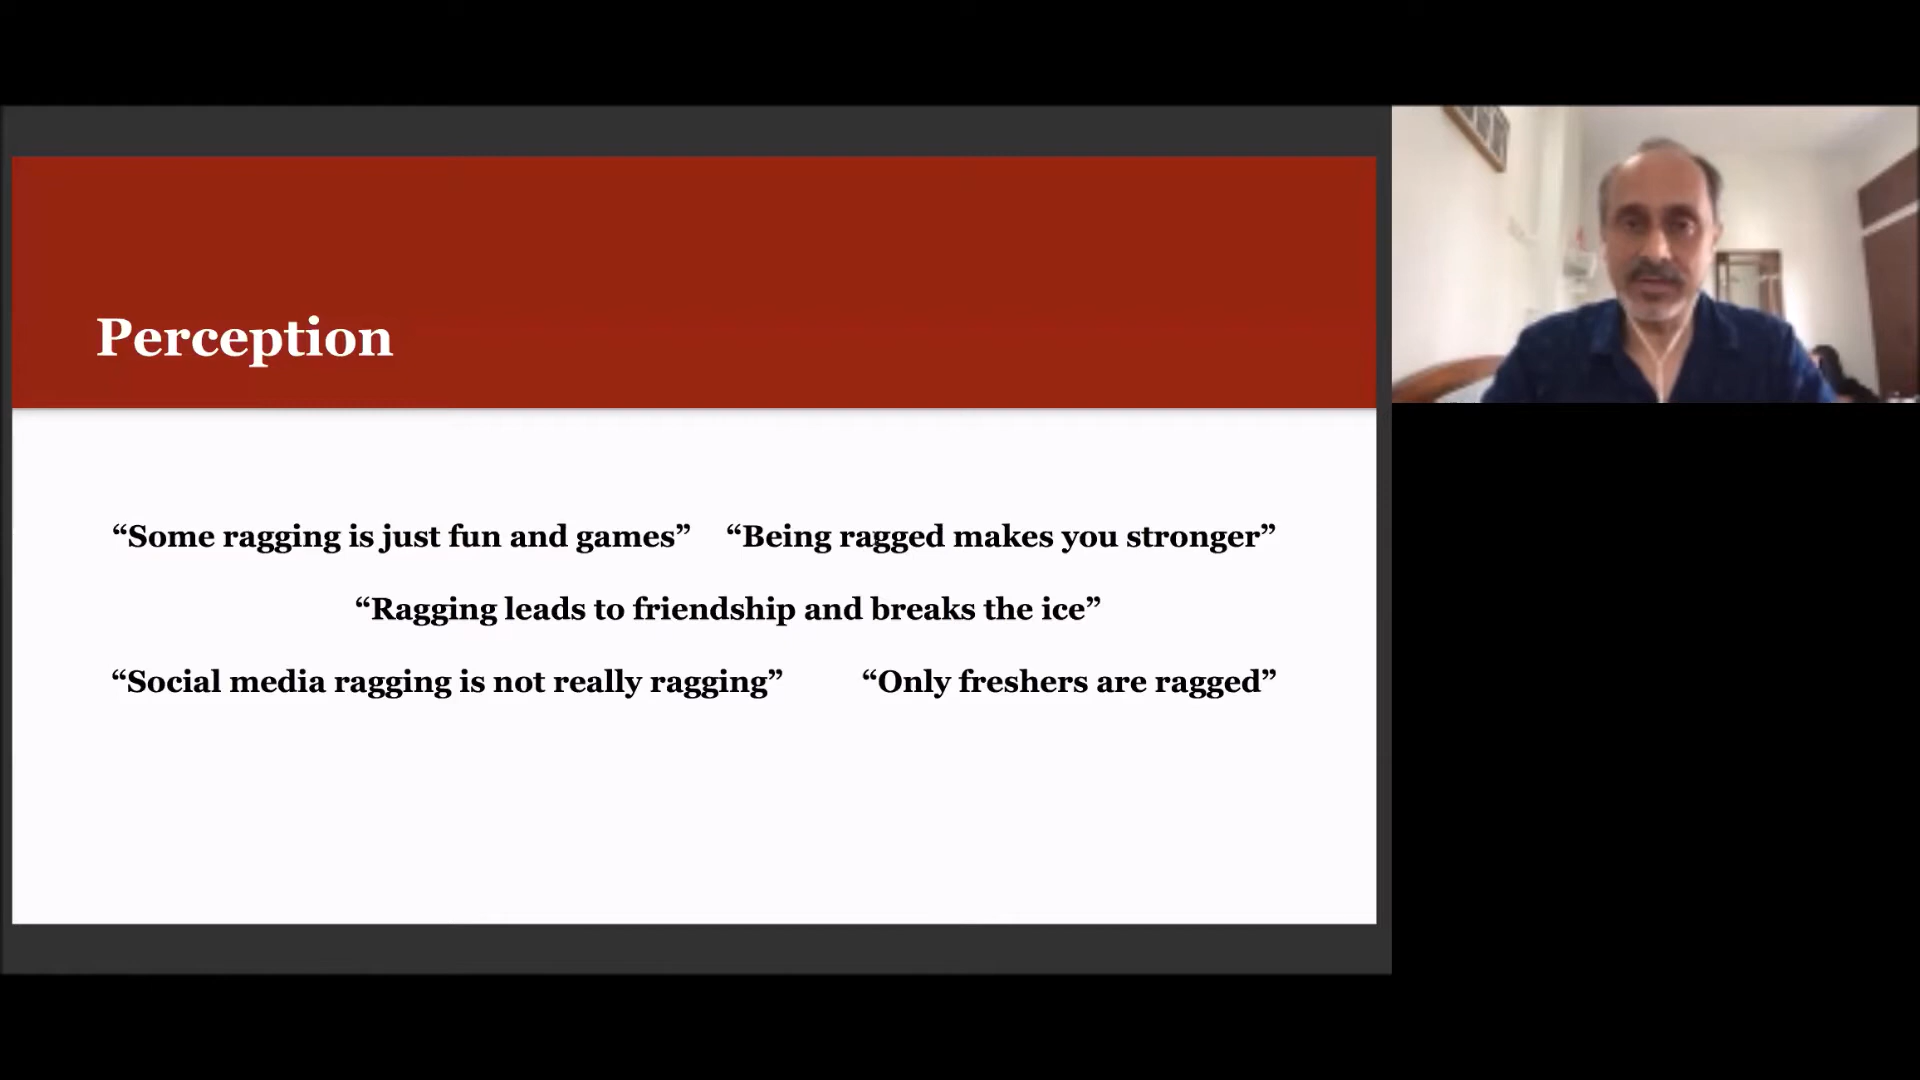 Perception
“Some ragging is just fun and games” “Being ragged makes you stronger”
“Ragging leads to friendship and breaks the ice”
“Social media ragging is not really ragging” “Only freshers are ragged”